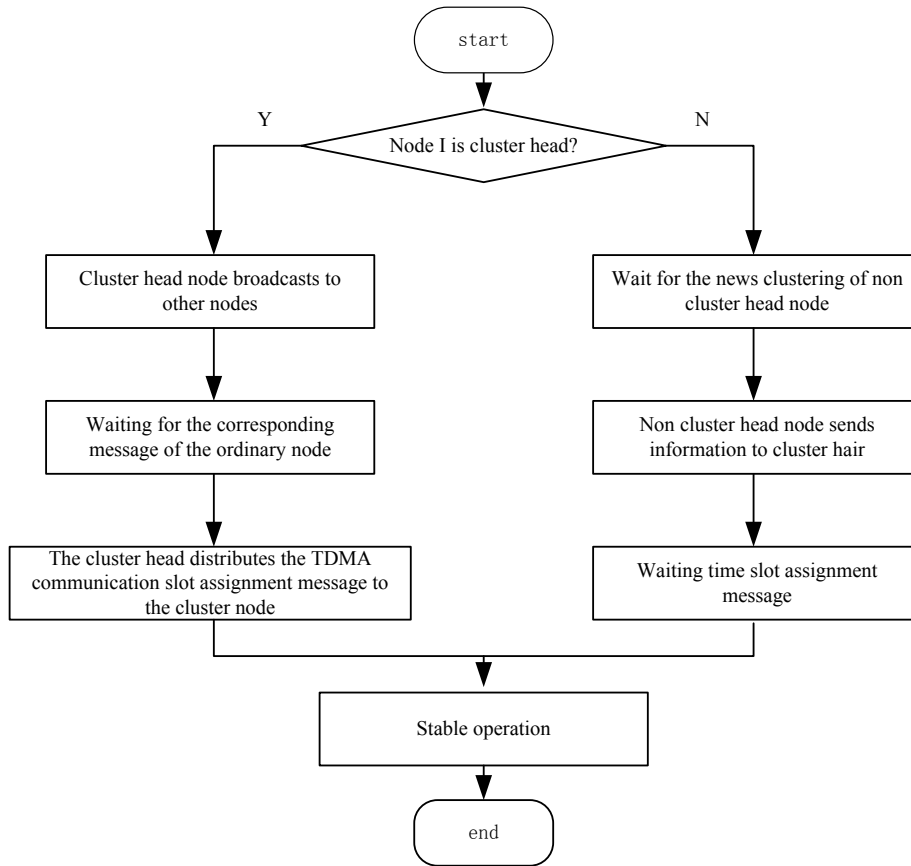 start
Y
N
Node I is cluster head?
Cluster head node broadcasts to
other nodes
Wait for the news clustering of non
cluster head node
Waiting for the corresponding
message of the ordinary node
Non cluster head node sends
information to cluster hair
The cluster head distributes the TDMA
communication slot assignment message to
the cluster node
Waiting time slot assignment
message
Stable operation
end